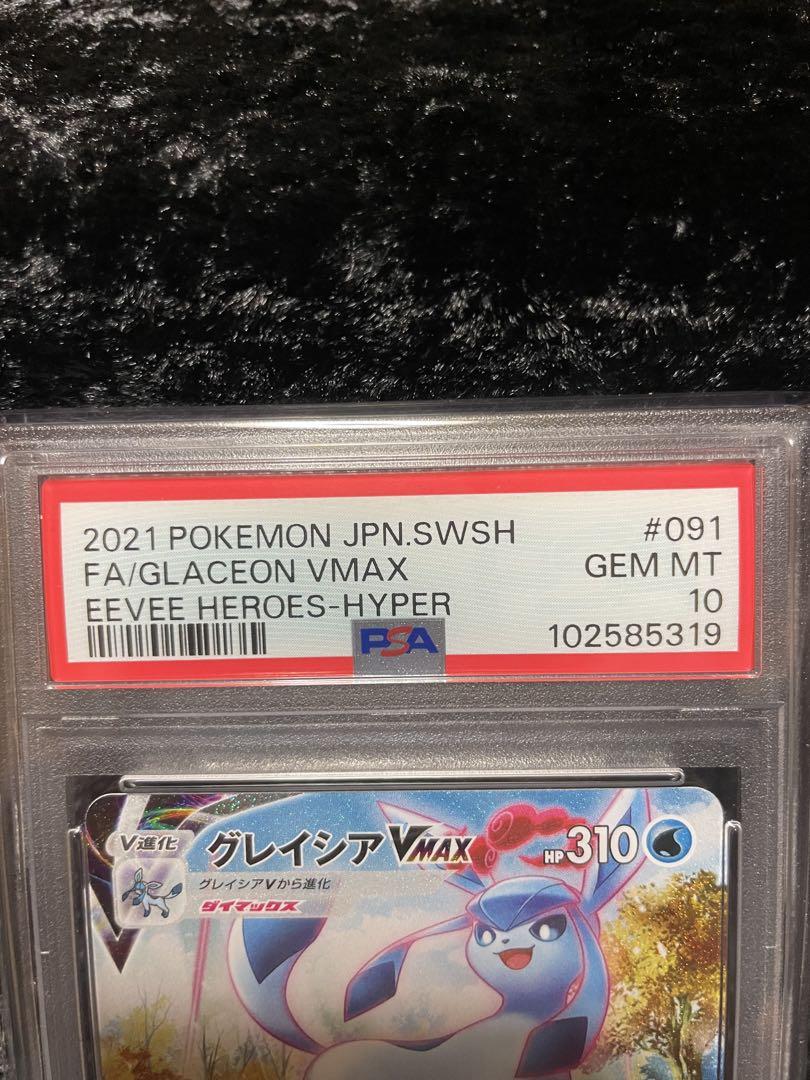 2021 POKEMON JPN.SWSH #091
FA/GLACEON VMAX GEM MT
EEVEE HEROES-HYPER 10
PSA 102585319
V進化 グレイシアVMAX HP310
グレイシアVから進化
ダイマックス